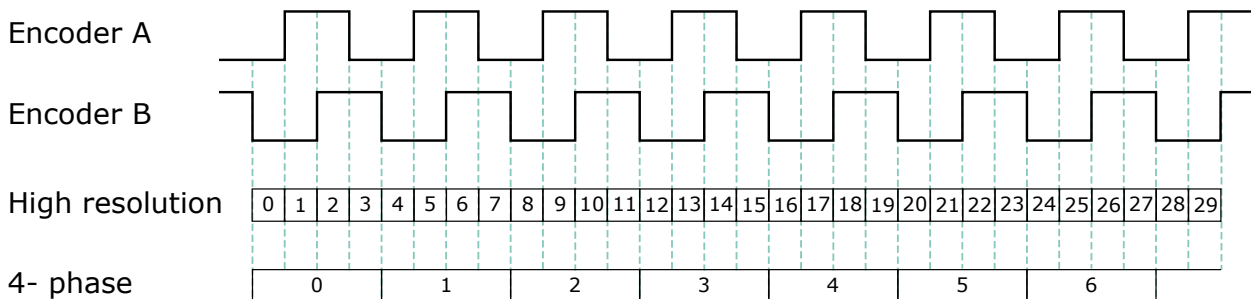 Encoder A
Encoder B
High resolution 0 1 2 3 4 5 6 7 8 9 10 11 12 13 14 15 16 17 18 19 20 21 22 23 24 25 26 27 28 29
4- phase 0 1 2 3 4 5 6